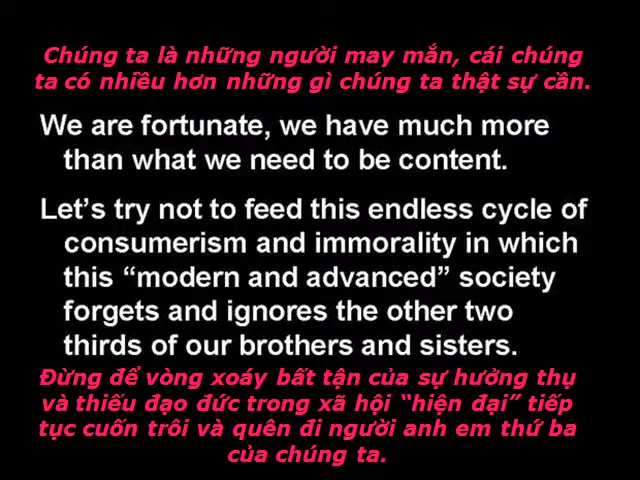 Chúng ta là những người may mắn, cái chúng
ta có nhiều hơn những gì chúng ta thật sự cần.
We are fortunate, we have much more
than what we need to be content.
Let's try not to feed this endless cycle of
consumerism and immorality in which
this “modern and advanced” society
forgets and ignores the other two
thirds of our brothers and sisters.
Đừng để vòng xoáy bất tận của sự hưởng thụ
và thiếu đạo đức trong xã hội “hiện đại” tiếp
tục cuốn trôi và quên đi người anh em thứ ba
của chúng ta.